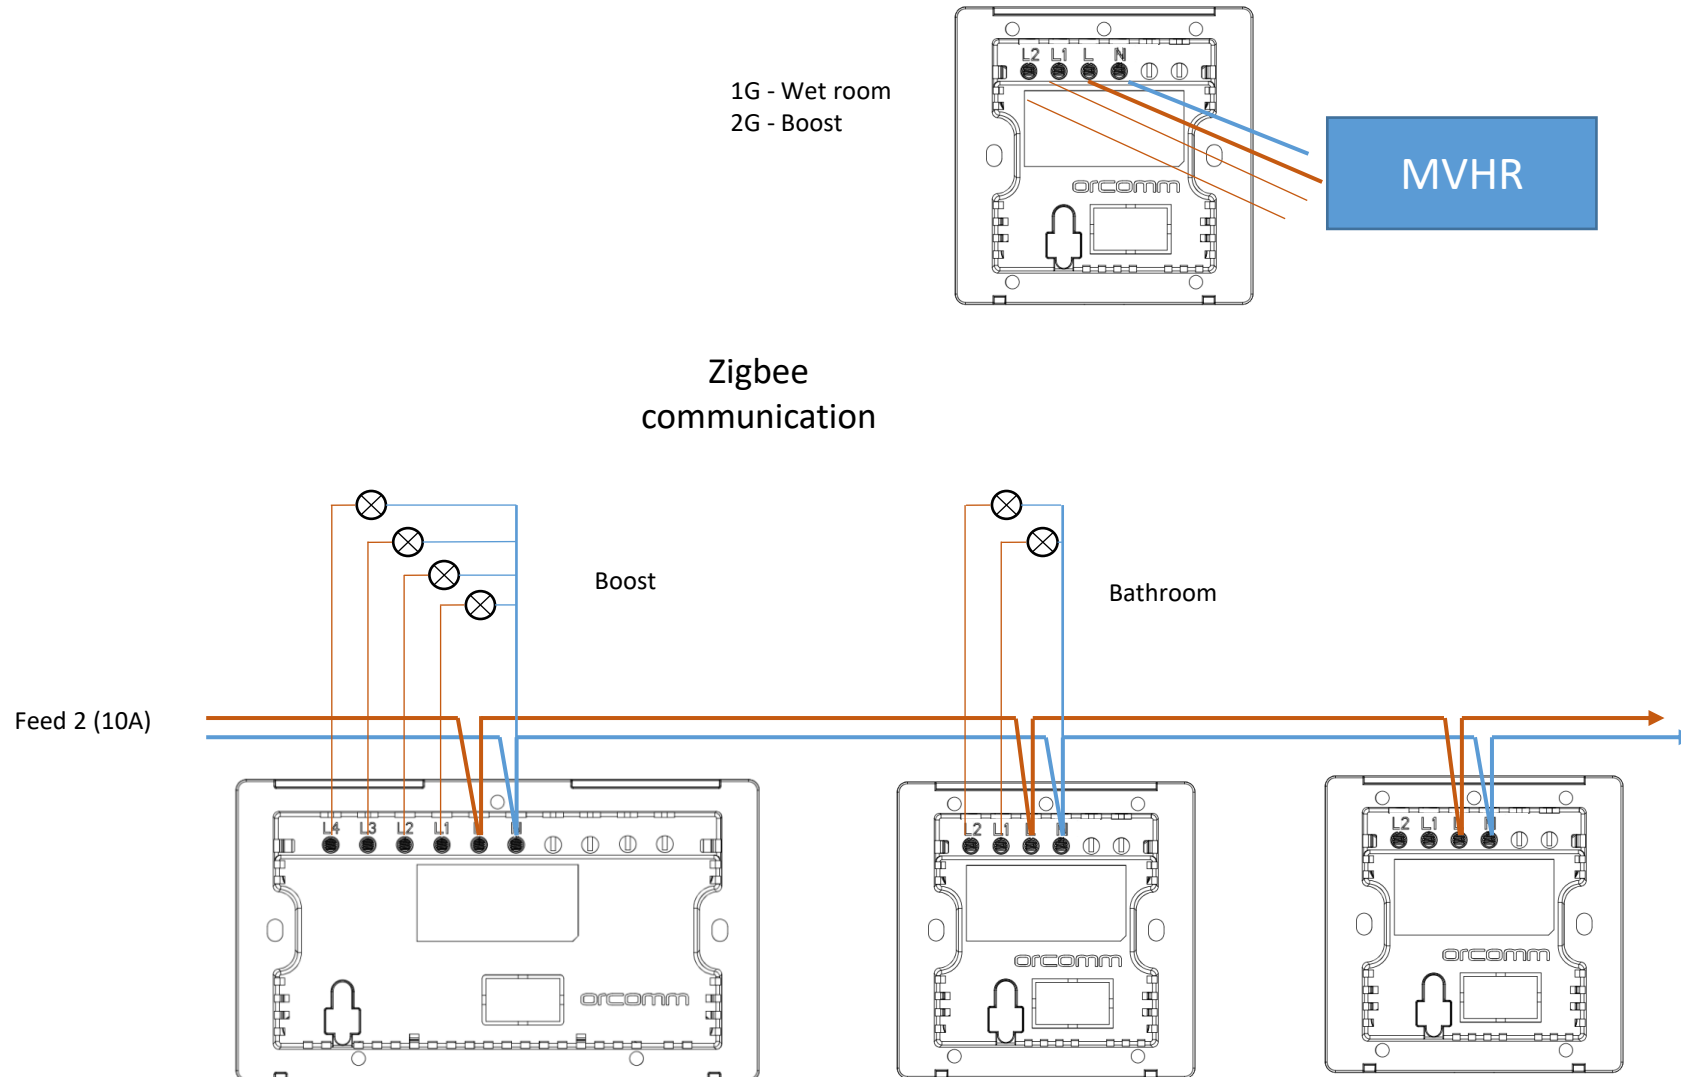 L2 L1 L N
1G - Wet room
2G - Boost
MVHR
orcomm
Zigbee
communication
Boost
Bathroom
Feed 2 (10A)
L4 L3 L2 L1 L N
L2 L1 L N
L2 L1 L N
orcomm
orcomm
orcomm